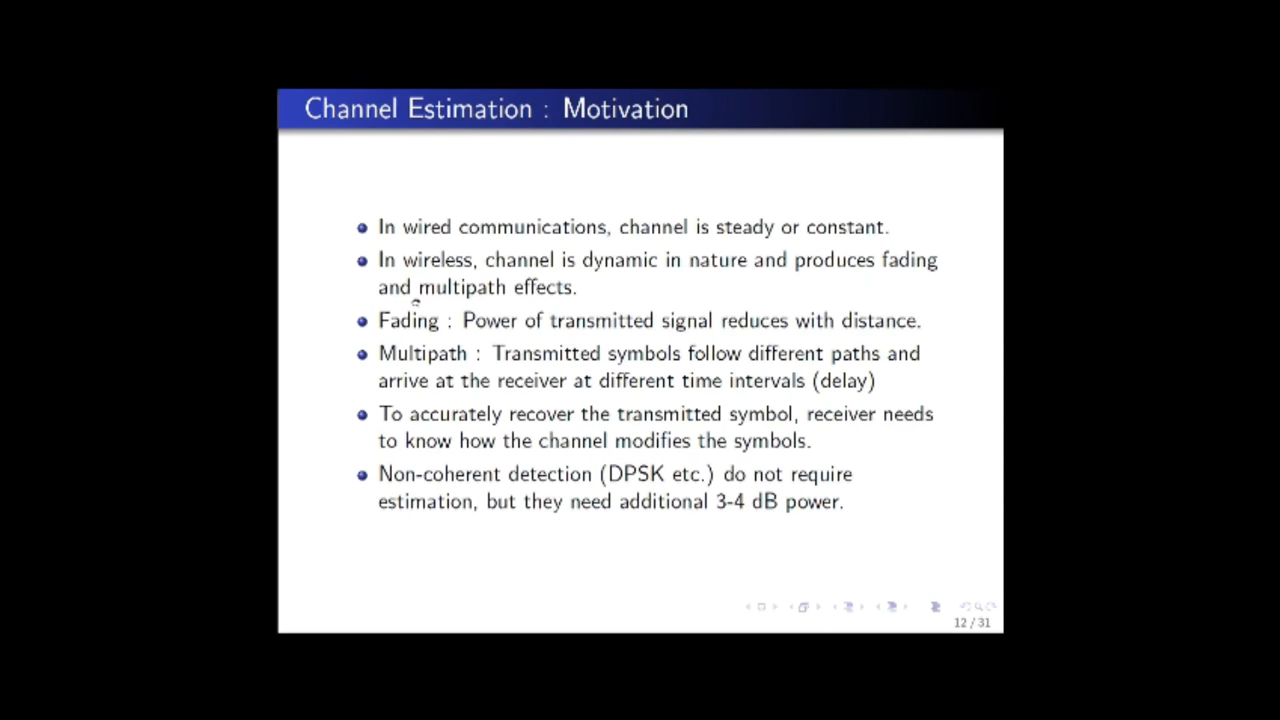 Channel Estimation : Motivation
In wired communications, channel is steady or constant.
In wireless, channel is dynamic in nature and produces fading
and multipath effects.
Fading : Power of transmitted signal reduces with distance.
Multipath : Transmitted symbols follow different paths and
arrive at the receiver at different time intervals (delay)
To accurately recover the transmitted symbol, receiver needs
to know how the channel modifies the symbols.
Non-coherent detection (DPSK etc.) do not require
estimation, but they need additional 3-4 dB power.
12 / 31